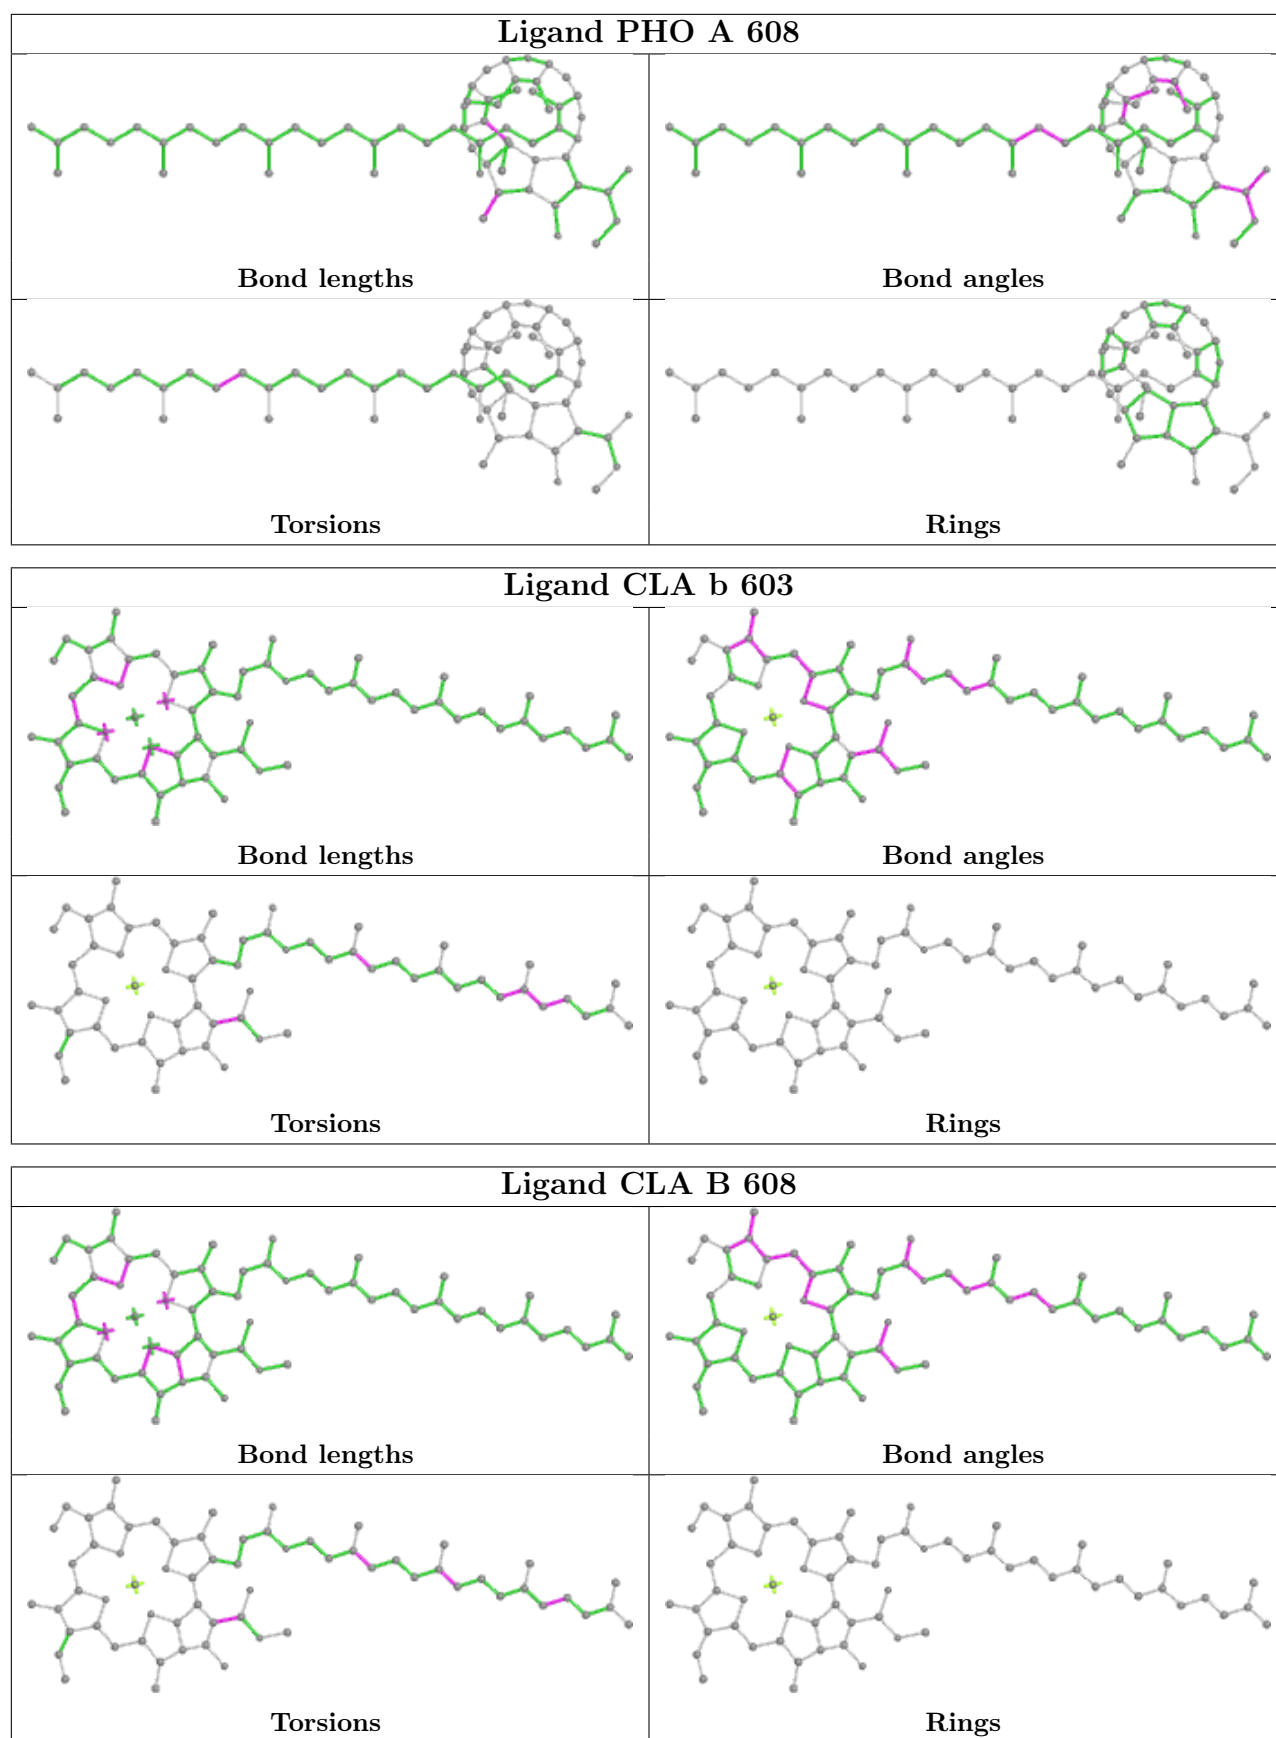 Ligand PHO A 608
Bond lengths
Bond angles
Torsions
Rings
Ligand CLA b 603
Bond lengths
Bond angles
Torsions
Rings
Ligand CLA B 608
Bond lengths
Bond angles
Torsions
Rings